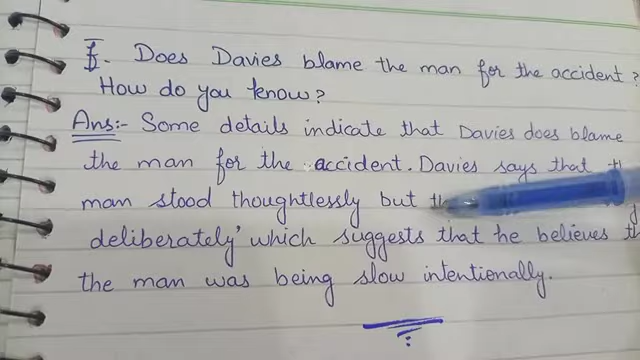 f. Does Davies blame the man for the accident?
How do you know?
Ans:- Some details indicate that Davies does blame
the man for the accident. Davies says that
man stood thoughtlessly but
deliberately' which suggests that he believes
the man was being slow intentionally.